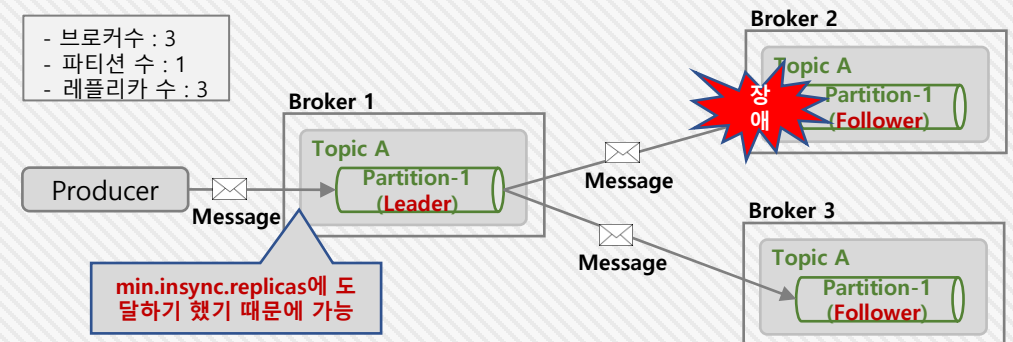 - 브로커수 : 3
- 파티션 수 : 1
- 레플리카 수 : 3
Broker 1
Topic A
Partition-1
(Leader)
Producer
Message
min.insync.replicas에 도
달하기 했기 때문에 가능
Message
Message
Broker 2
장
애
Topic A
Partition-1
(Follower)
Broker 3
Topic A
Partition-1
(Follower)